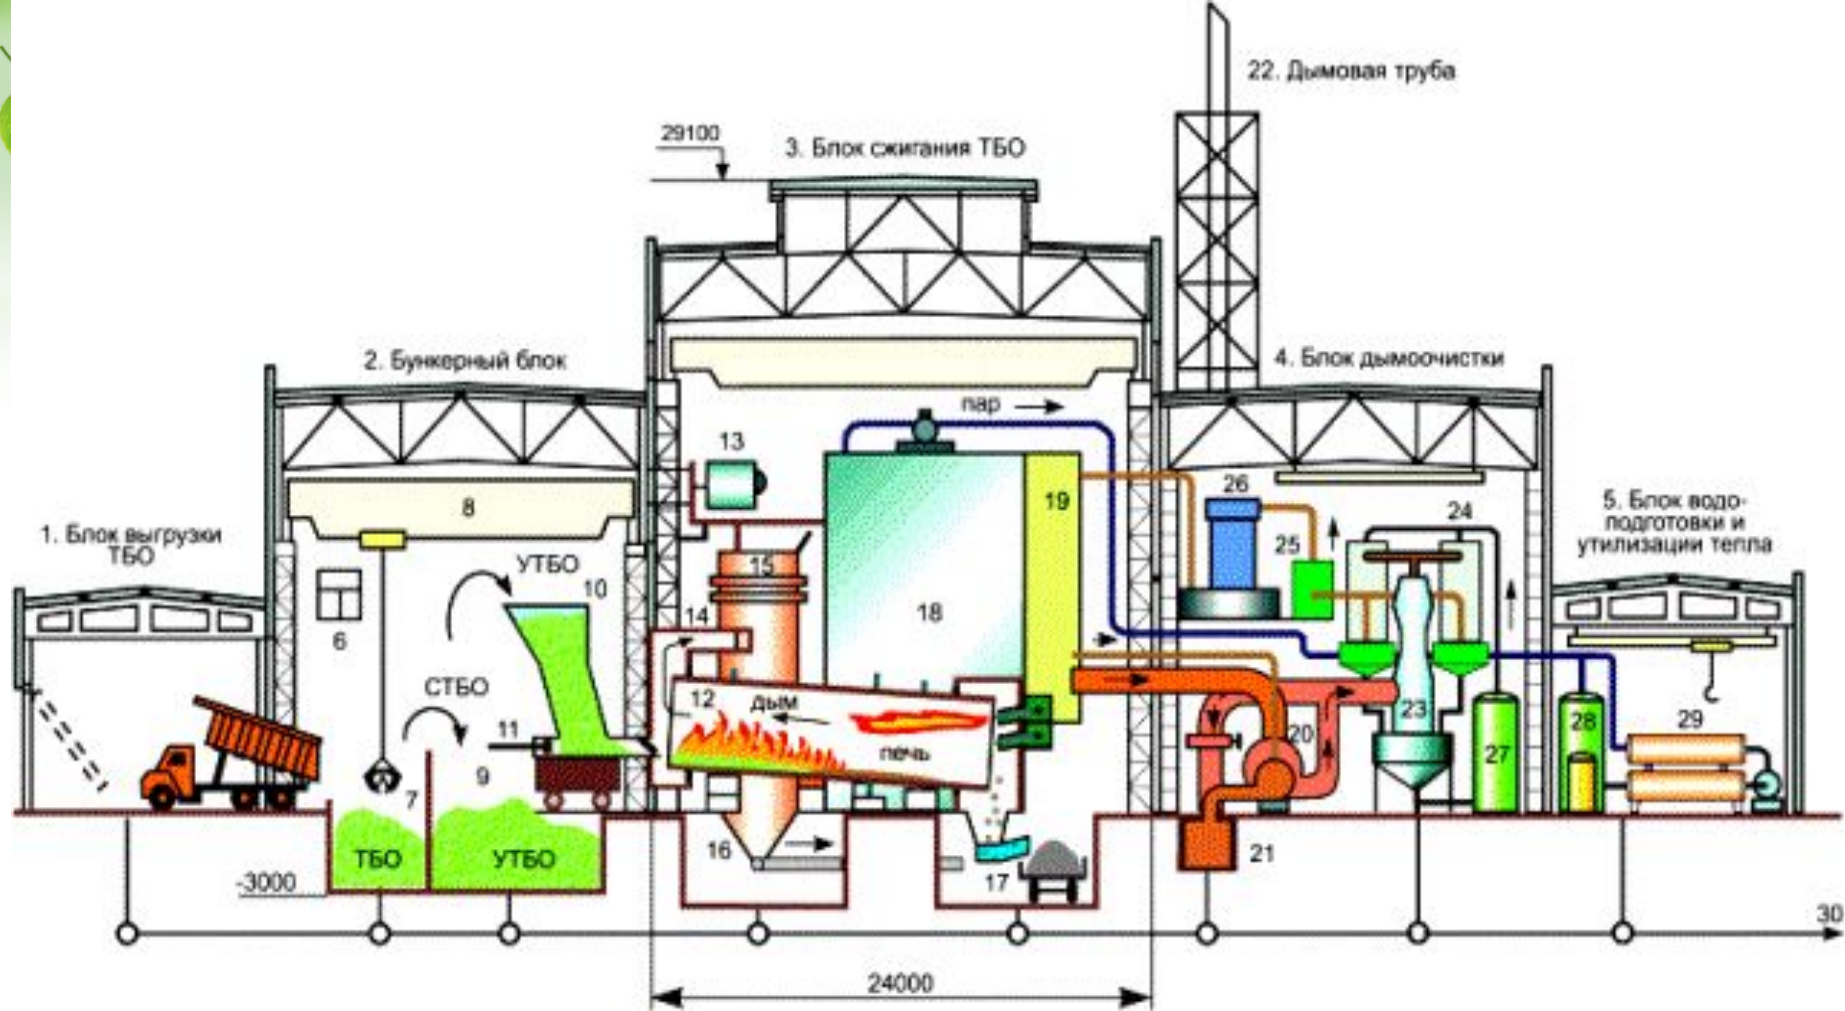 22. Дымовая труба
29100
3. Блок сжигания ТБО
2. Бункерный блок
4. Блок дымоочистки
пар
13
8
19
26
24
5. Блок водо-
подготовки и
утилизации тепла
1. Блок выгрузки
ТБО
УТБО
10
25
15
14
18
6
СТБО
12
дым
11
печь
23
20
28
29
27
9
7
ТБО
УТБО
16
17
21
-3000
30
24000